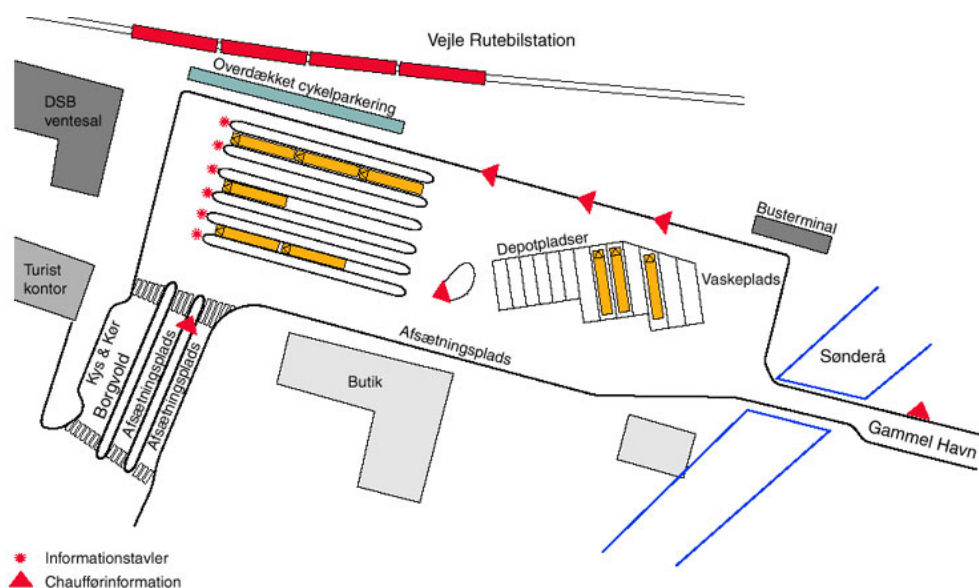 Vejle Rutebilstation
Overdækket cykelparkering
DSB
ventesal
Busterminal
Depotpladser
Vaskeplads
Turist
kontor
Kys & Kør
Borgvold
Afsætningsplads
Afsætningsplads
Afsætningsplads
Butik
Sønderå
Gammel Havn
Informationstavler
Chaufførinformation